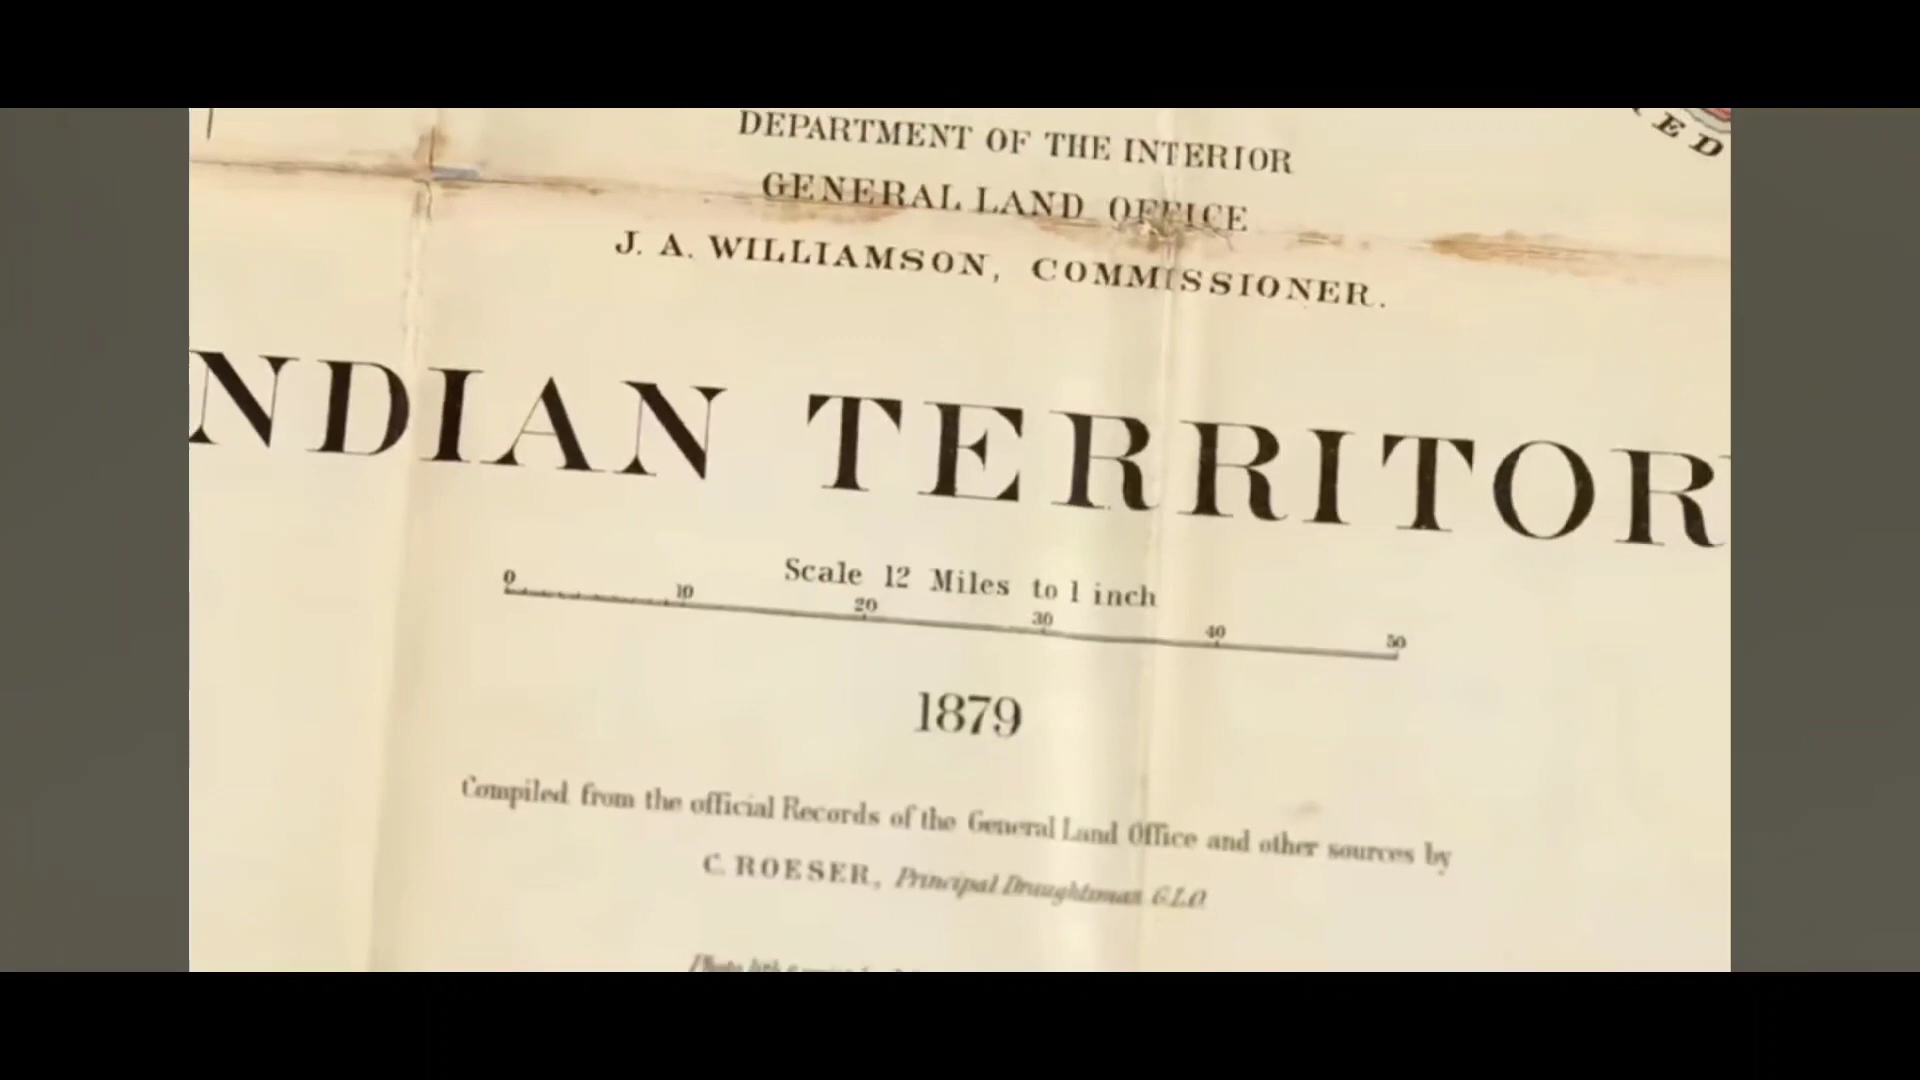 ED
DEPARTMENT OF THE INTERIOR
GENERAL LAND OFFICE
J. A. WILLIAMSON, COMMISSIONER.
NDIAN TERRITOR
Scale 12 Miles to 1 inch
0 10 20 30 40 50
1879
Compiled from the official Records of the General Land Office and other sources by
C. ROESER, Principal Draughtsman G.L.O.